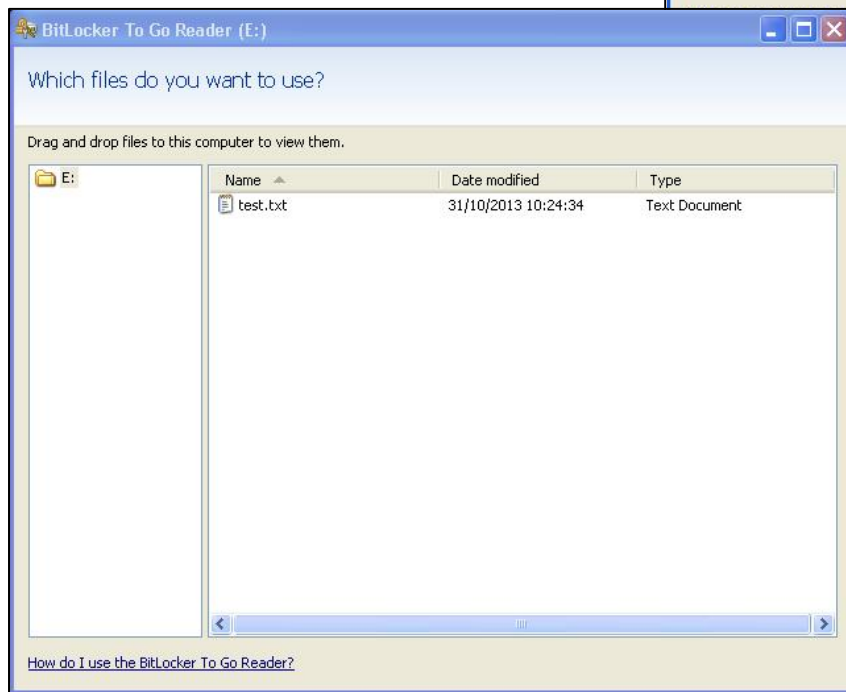 BitLocker To Go Reader (E:)
Which files do you want to use?
Drag and drop files to this computer to view them.
E:
Name Date modified Type
test.txt 31/10/2013 10:24:34 Text Document
How do I use the BitLocker To Go Reader?